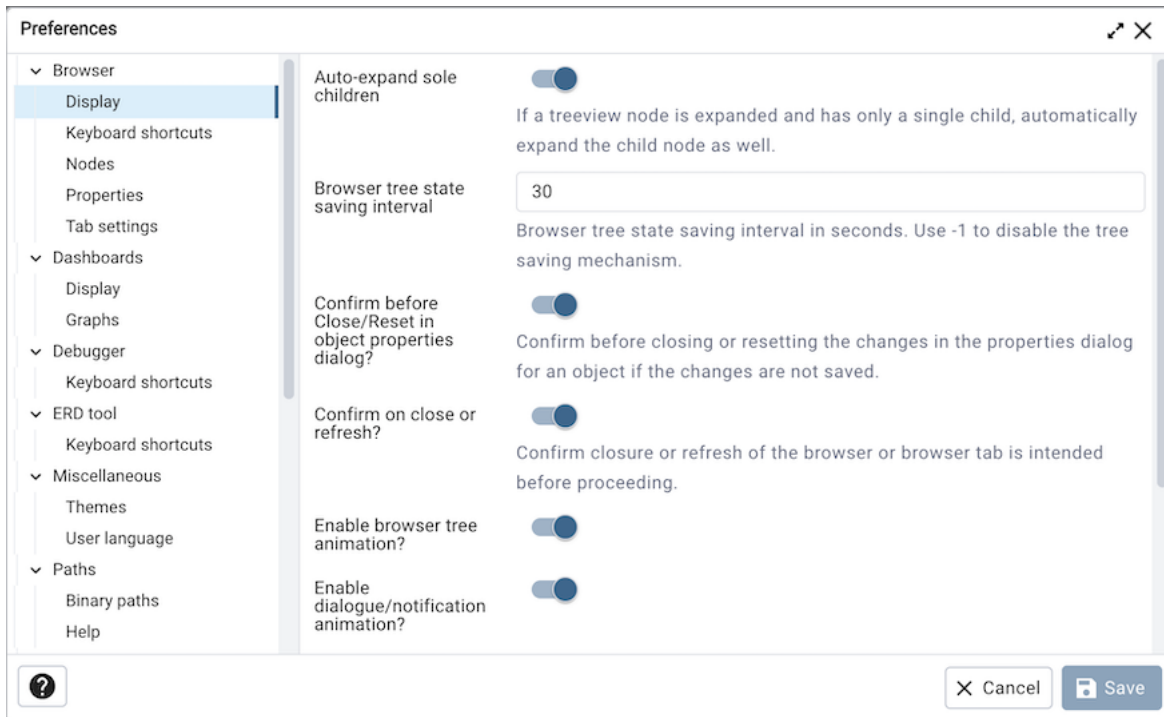 Preferences
Browser
Display
Keyboard shortcuts
Nodes
Properties
Tab settings
Dashboards
Display
Graphs
Debugger
Keyboard shortcuts
ERD tool
Keyboard shortcuts
Miscellaneous
Themes
User language
Paths
Binary paths
Help
Auto-expand sole
children
If a treeview node is expanded and has only a single child, automatically
expand the child node as well.
Browser tree state
saving interval
30
Browser tree state saving interval in seconds. Use -1 to disable the tree
saving mechanism.
Confirm before
Close/Reset in
object properties
dialog?
Confirm before closing or resetting the changes in the properties dialog
for an object if the changes are not saved.
Confirm on close or
refresh?
Confirm closure or refresh of the browser or browser tab is intended
before proceeding.
Enable browser tree
animation?
Enable
dialogue/notification
animation?
?
Cancel
Save